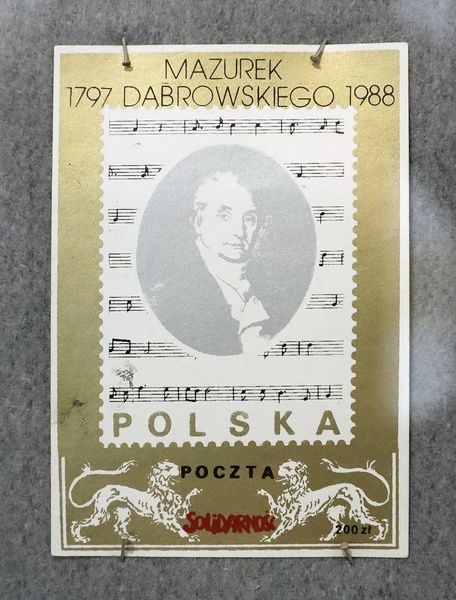 MAZUREK
1797 DĄBROWSKIEGO 1988
POLSKA
POCZTA
SOLIDARNOŚĆ
200 zł